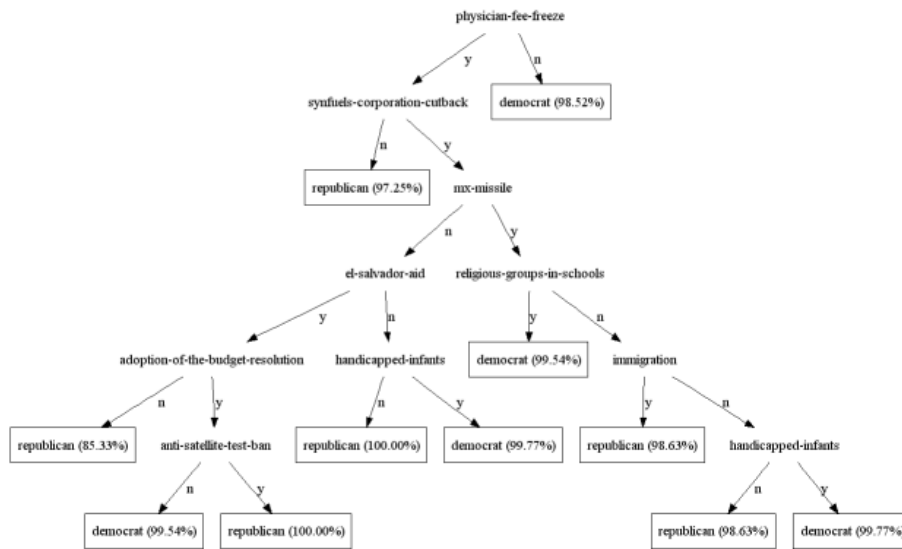 physician-fee-freeze
y n
synfuels-corporation-cutback democrat (98.52%)
n y
republican (97.25%) mx-missile
n y
el-salvador-aid religious-groups-in-schools
y n y n
adoption-of-the-budget-resolution handicapped-infants democrat (99.54%) immigration
n y n y y n
republican (85.33%) anti-satellite-test-ban republican (100.00%) democrat (99.77%) republican (98.63%) handicapped-infants
n y n y
democrat (99.54%) republican (100.00%) republican (98.63%) democrat (99.77%)